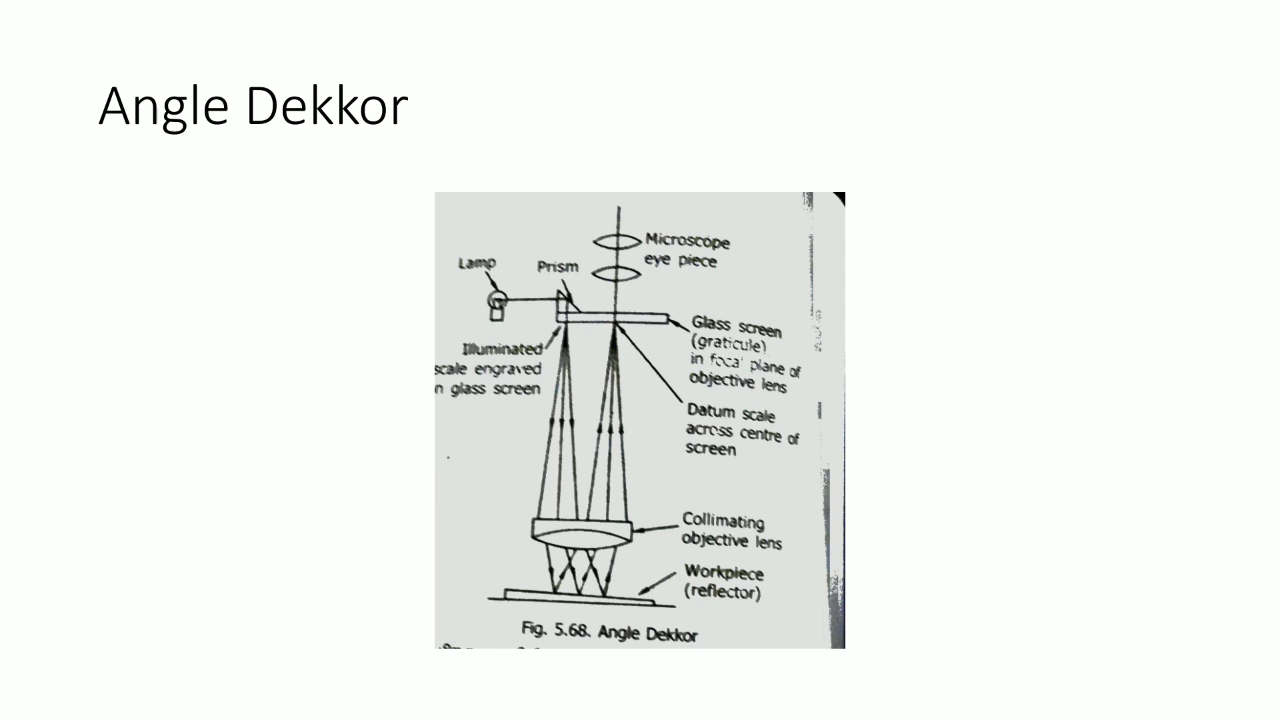 Angle Dekkor
Microscope
eye piece
Lamp
Prism
Glass screen
(graticule)
in focal plane of
objective lens
Illuminated
scale engraved
n glass screen
Datum scale
across centre of
screen
Collimating
objective lens
Workpiece
(reflector)
Fig. 5.68. Angle Dekkor